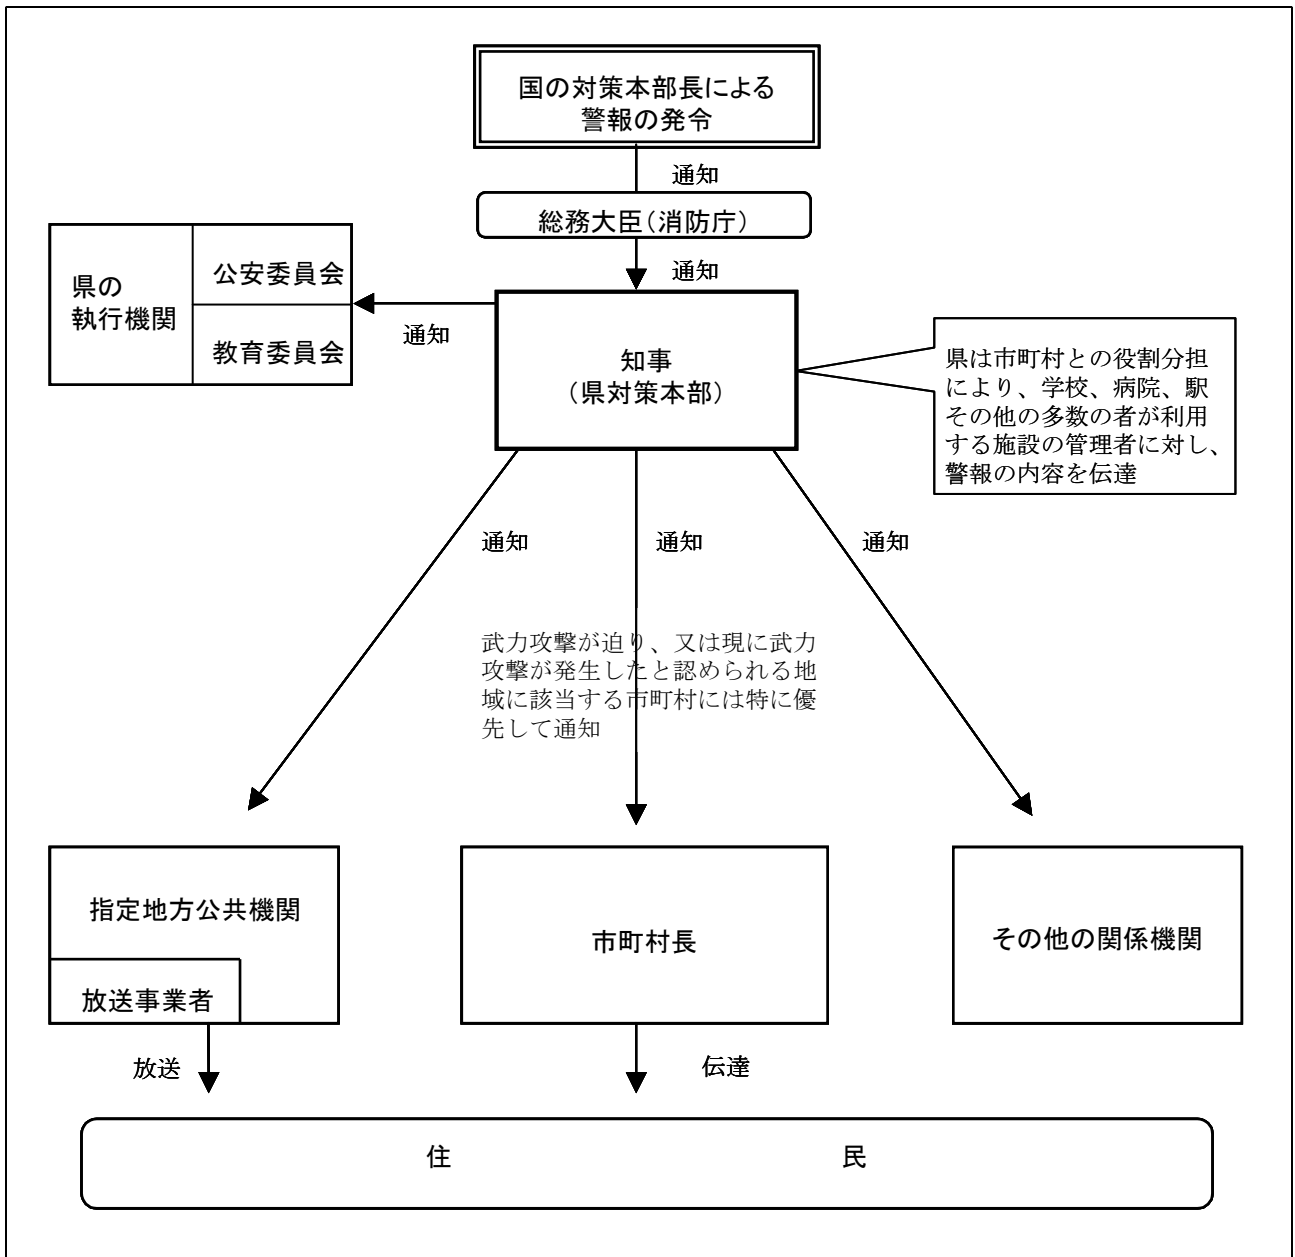 国の対策本部長による
警報の発令
通知
総務大臣（消防庁）
通知
県の
執行機関
公安委員会
教育委員会
通知
知事
（県対策本部）
県は市町村との役割分担
により、学校、病院、駅
その他の多数の者が利用
する施設の管理者に対し、
警報の内容を伝達
通知
通知
通知
武力攻撃が迫り、又は現に武力
攻撃が発生したと認められる地
域に該当する市町村には特に優
先して通知
指定地方公共機関
放送事業者
市町村長
その他の関係機関
放送
伝達
住民